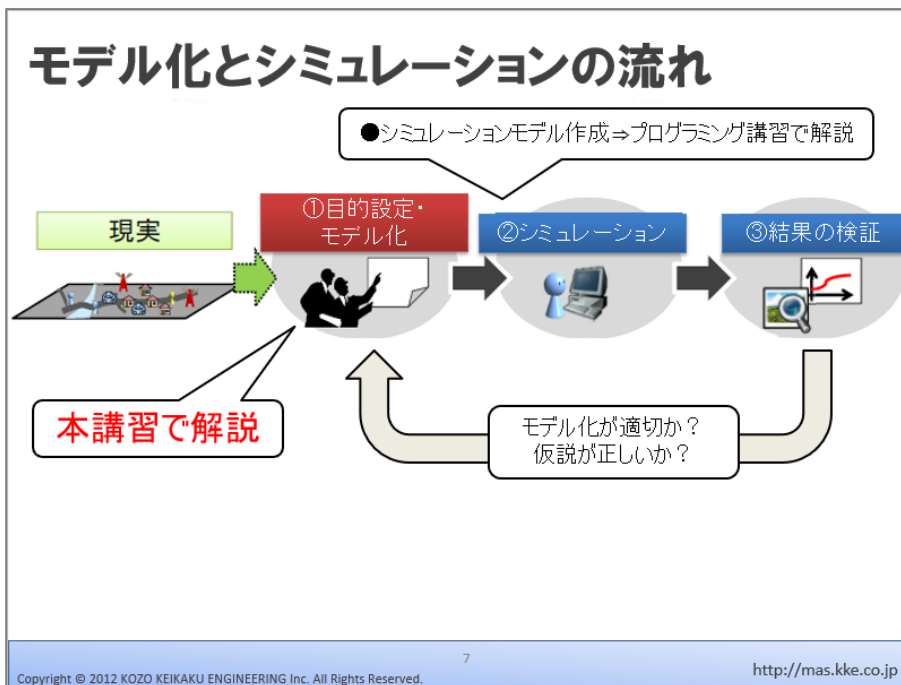 モデル化とシミュレーションの流れ
●シミュレーションモデル作成⇒プログラミング講習で解説
現実
①目的設定・
モデル化
②シミュレーション
③結果の検証
本講習で解説
モデル化が適切か？
仮説が正しいか？
7
Copyright © 2012 KOZO KEIKAKU ENGINEERING Inc. All Rights Reserved.
http://mas.kke.co.jp